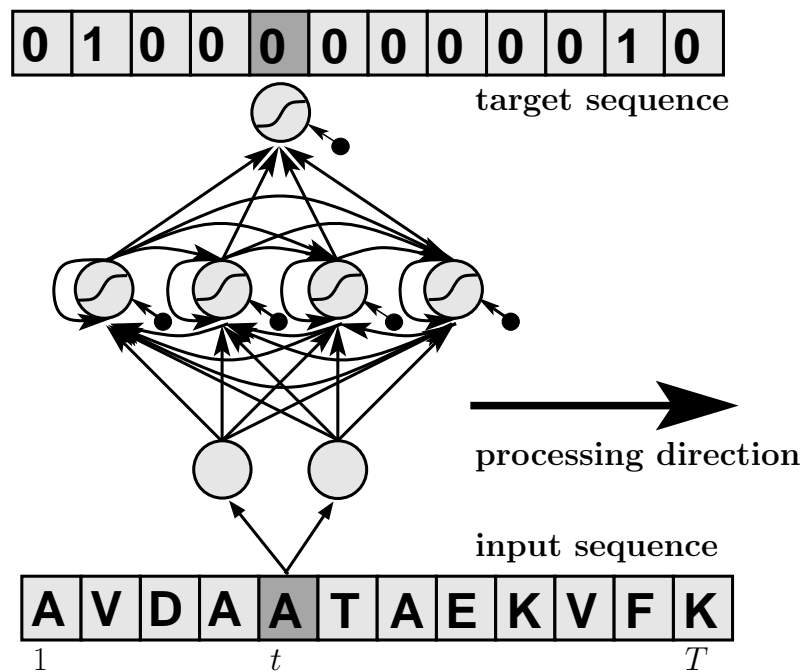 0 1 0 0 0 0 0 0 0 0 1 0
target sequence
processing direction
input sequence
A V D A A T A E K V F K
1 t T